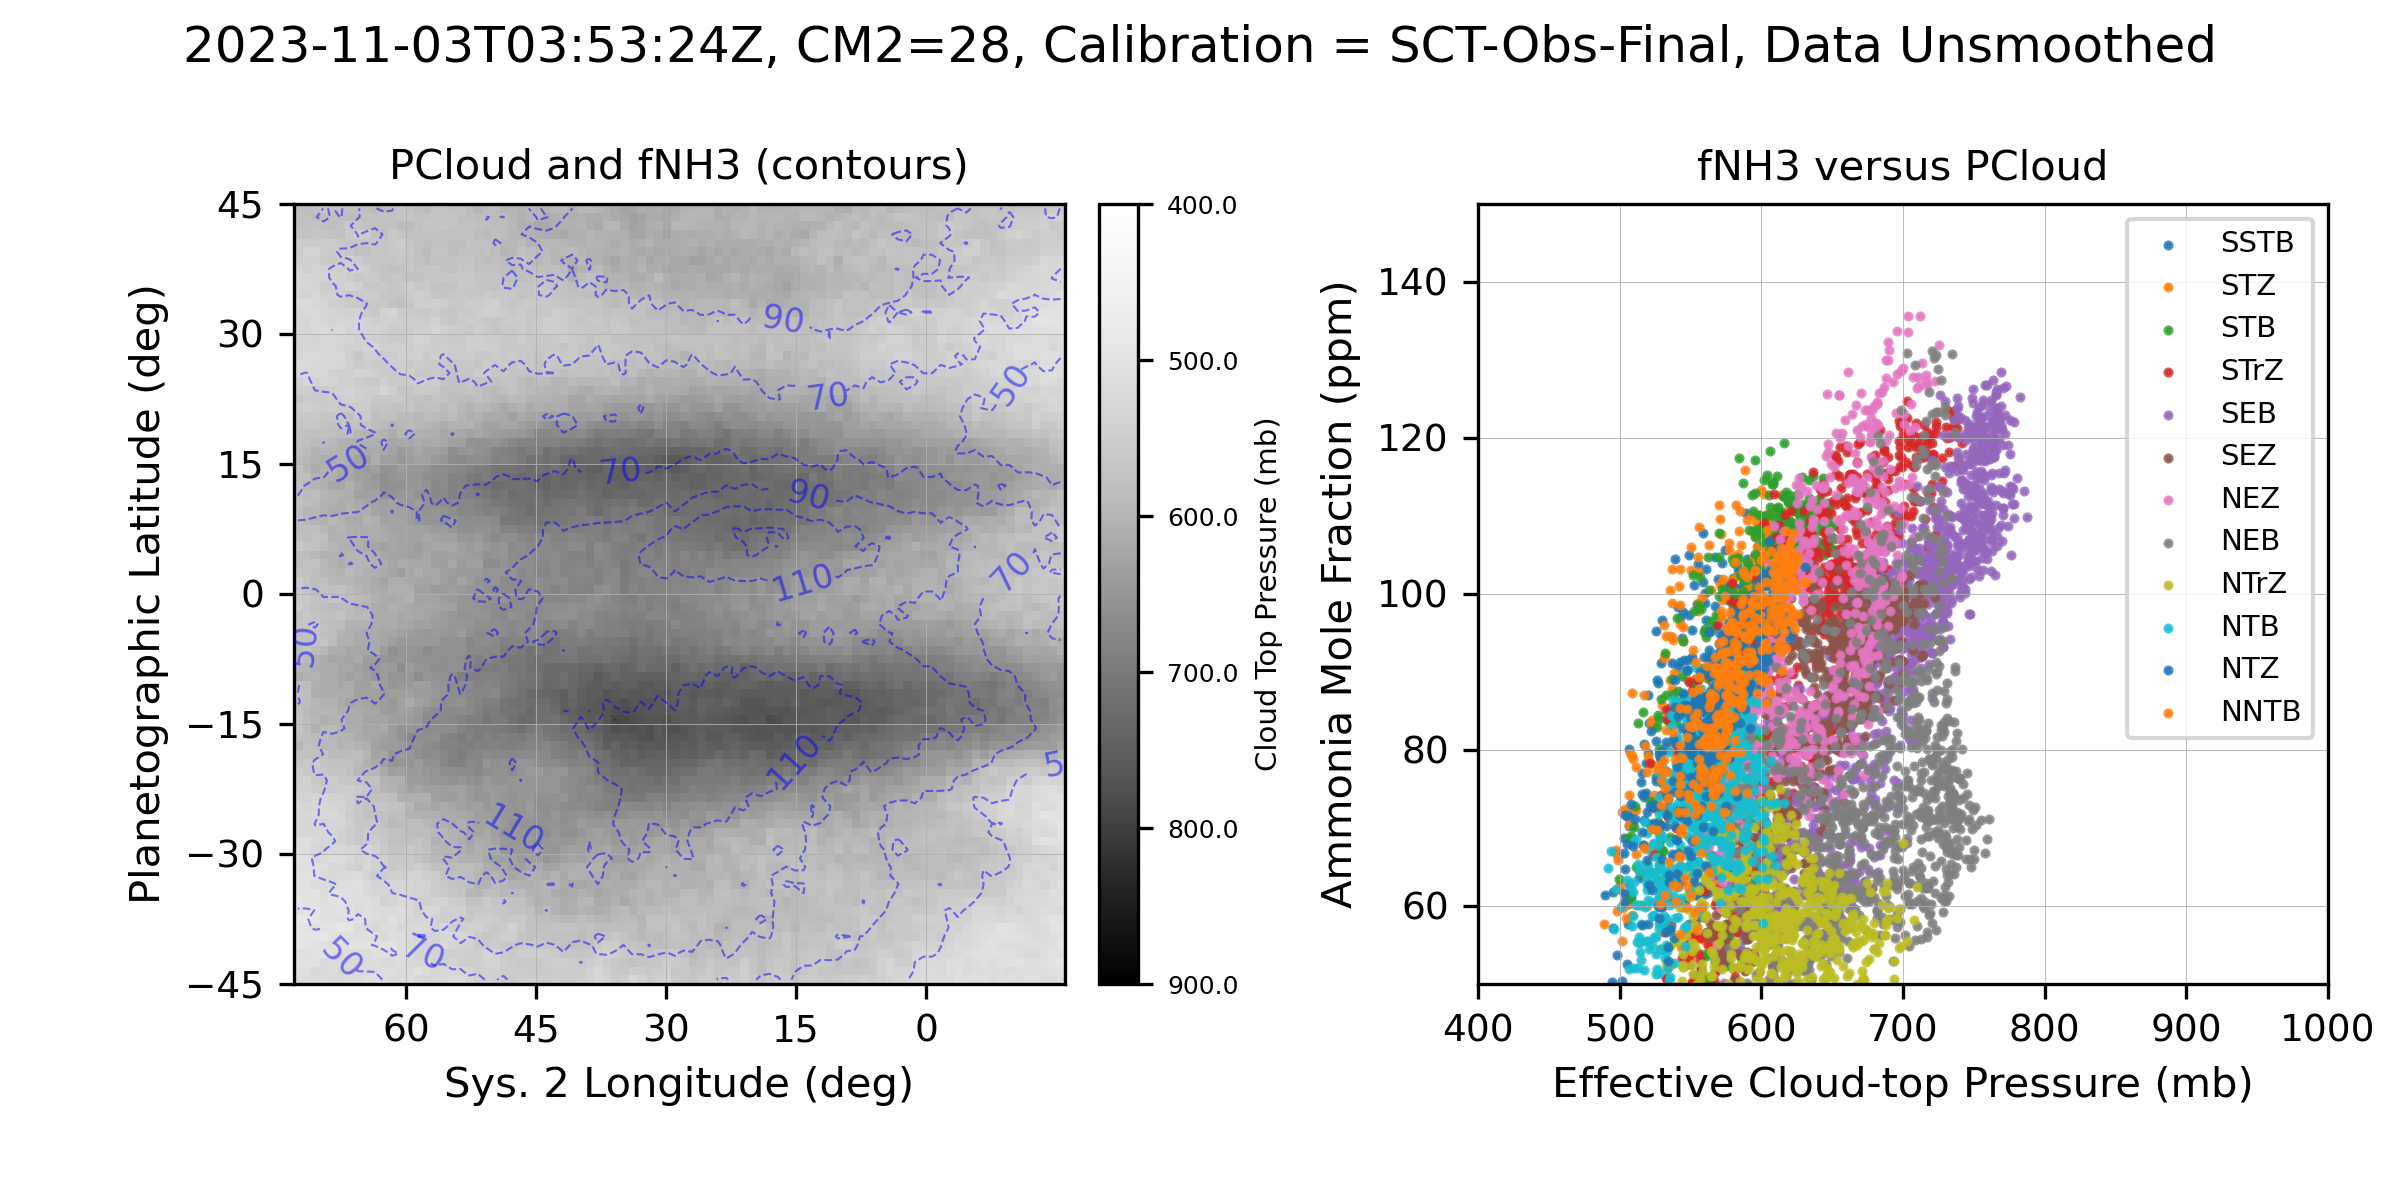 2023-11-03T03:53:24Z, CM2=28, Calibration = SCT-Obs-Final, Data Unsmoothed
PCloud and fNH3 (contours)
Planetographic Latitude (deg)
45
30
15
0
−15
−30
−45
60
45
30
15
0
Sys. 2 Longitude (deg)
90
70
50
50
70
90
110
70
50
110
110
5
50
70
400.0
500.0
600.0
700.0
800.0
900.0
Cloud Top Pressure (mb)
fNH3 versus PCloud
Ammonia Mole Fraction (ppm)
140
120
100
80
60
400
500
600
700
800
900
1000
Effective Cloud-top Pressure (mb)
SSTB
STZ
STB
STrZ
SEB
SEZ
NEZ
NEB
NTrZ
NTB
NTZ
NNTB